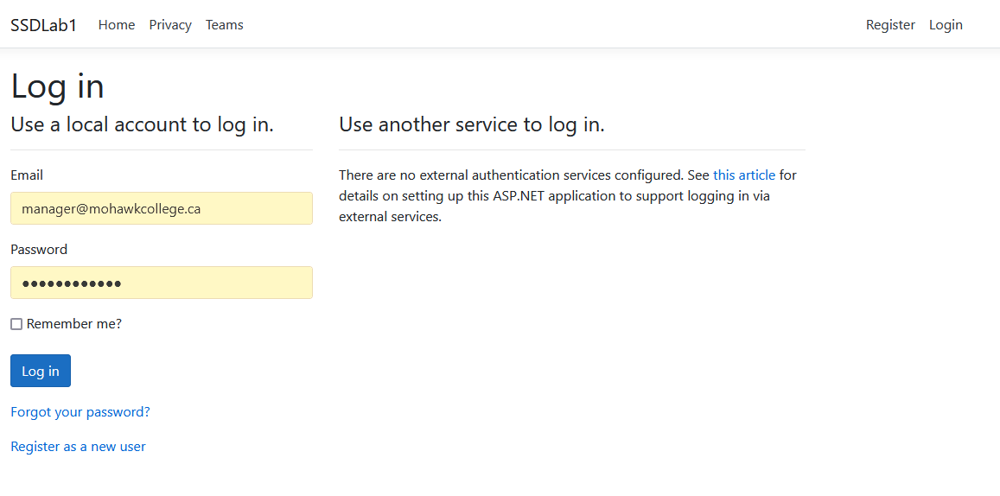 SSDLab1 Home Privacy Teams Register Login
Log in
Use a local account to log in.
Email
manager@mohawkcollege.ca
Password
●●●●●●●●●●●●
Remember me?
Log in
Forgot your password?
Register as a new user
Use another service to log in.
There are no external authentication services configured. See this article for
details on setting up this ASP.NET application to support logging in via
external services.